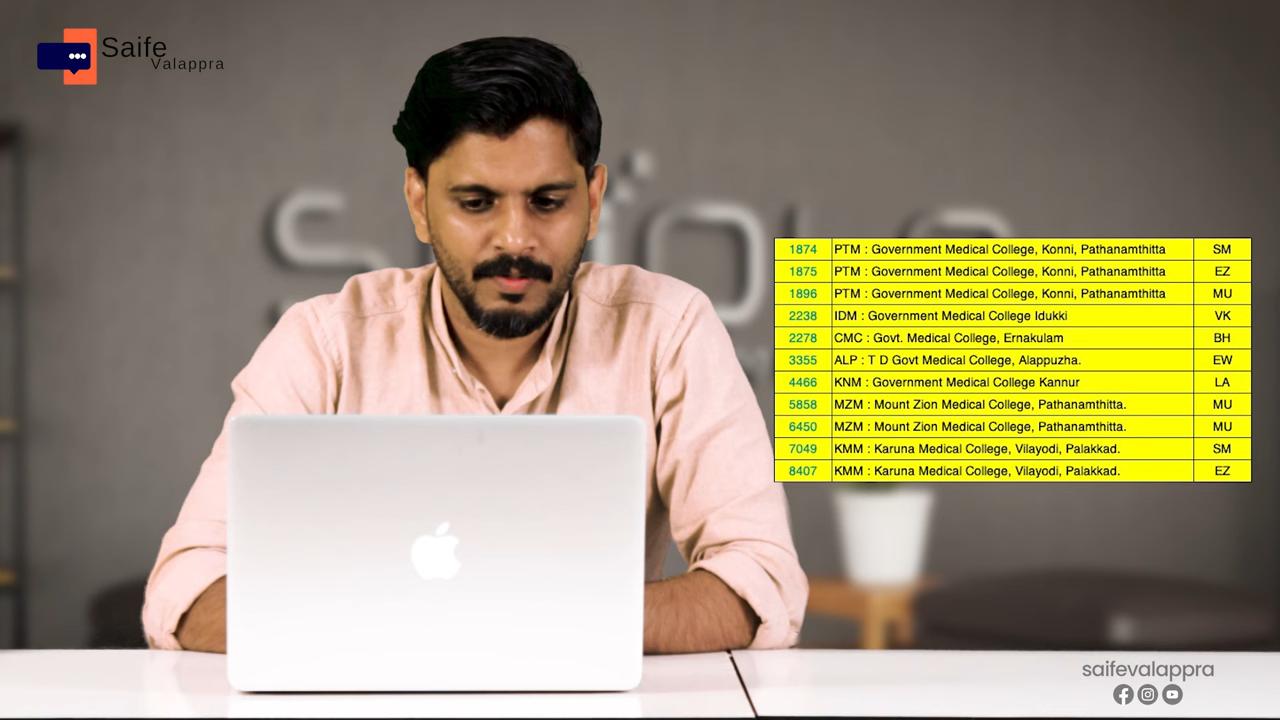 Saife
Valappra
1874 PTM : Government Medical College, Konni, Pathanamthitta SM
1875 PTM : Government Medical College, Konni, Pathanamthitta EZ
1896 PTM : Government Medical College, Konni, Pathanamthitta MU
2238 IDM : Government Medical College Idukki VK
2278 CMC : Govt. Medical College, Ernakulam BH
3355 ALP : T D Govt Medical College, Alappuzha. EW
4466 KNM : Government Medical College Kannur LA
5858 MZM : Mount Zion Medical College, Pathanamthitta. MU
6450 MZM : Mount Zion Medical College, Pathanamthitta. MU
7049 KMM : Karuna Medical College, Vilayodi, Palakkad. SM
8407 KMM : Karuna Medical College, Vilayodi, Palakkad. EZ
saifevalappra